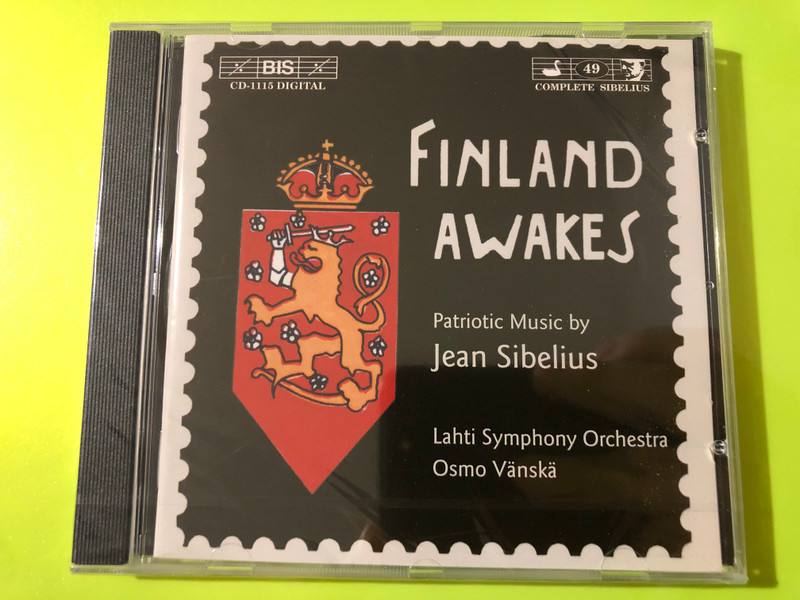 BIS
CD-1115 DIGITAL
49
COMPLETE SIBELIUS
FINLAND
AWAKES
Patriotic Music by
Jean Sibelius
Lahti Symphony Orchestra
Osmo Vänskä